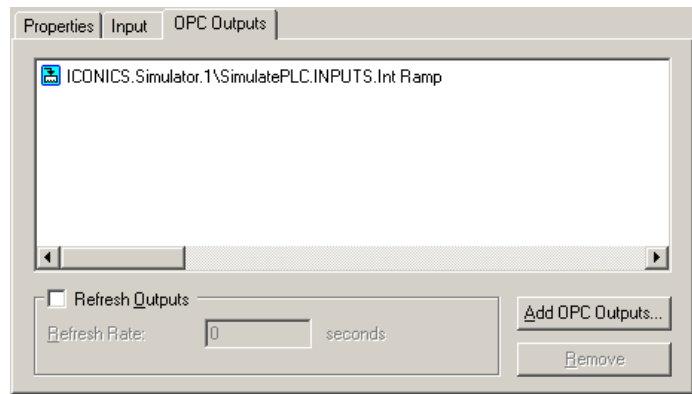 Properties Input OPC Outputs
ICONICS.Simulator.1\SimulatePLC.INPUTS.Int Ramp
Refresh Outputs
Add OPC Outputs...
Refresh Rate: 0 seconds
Remove